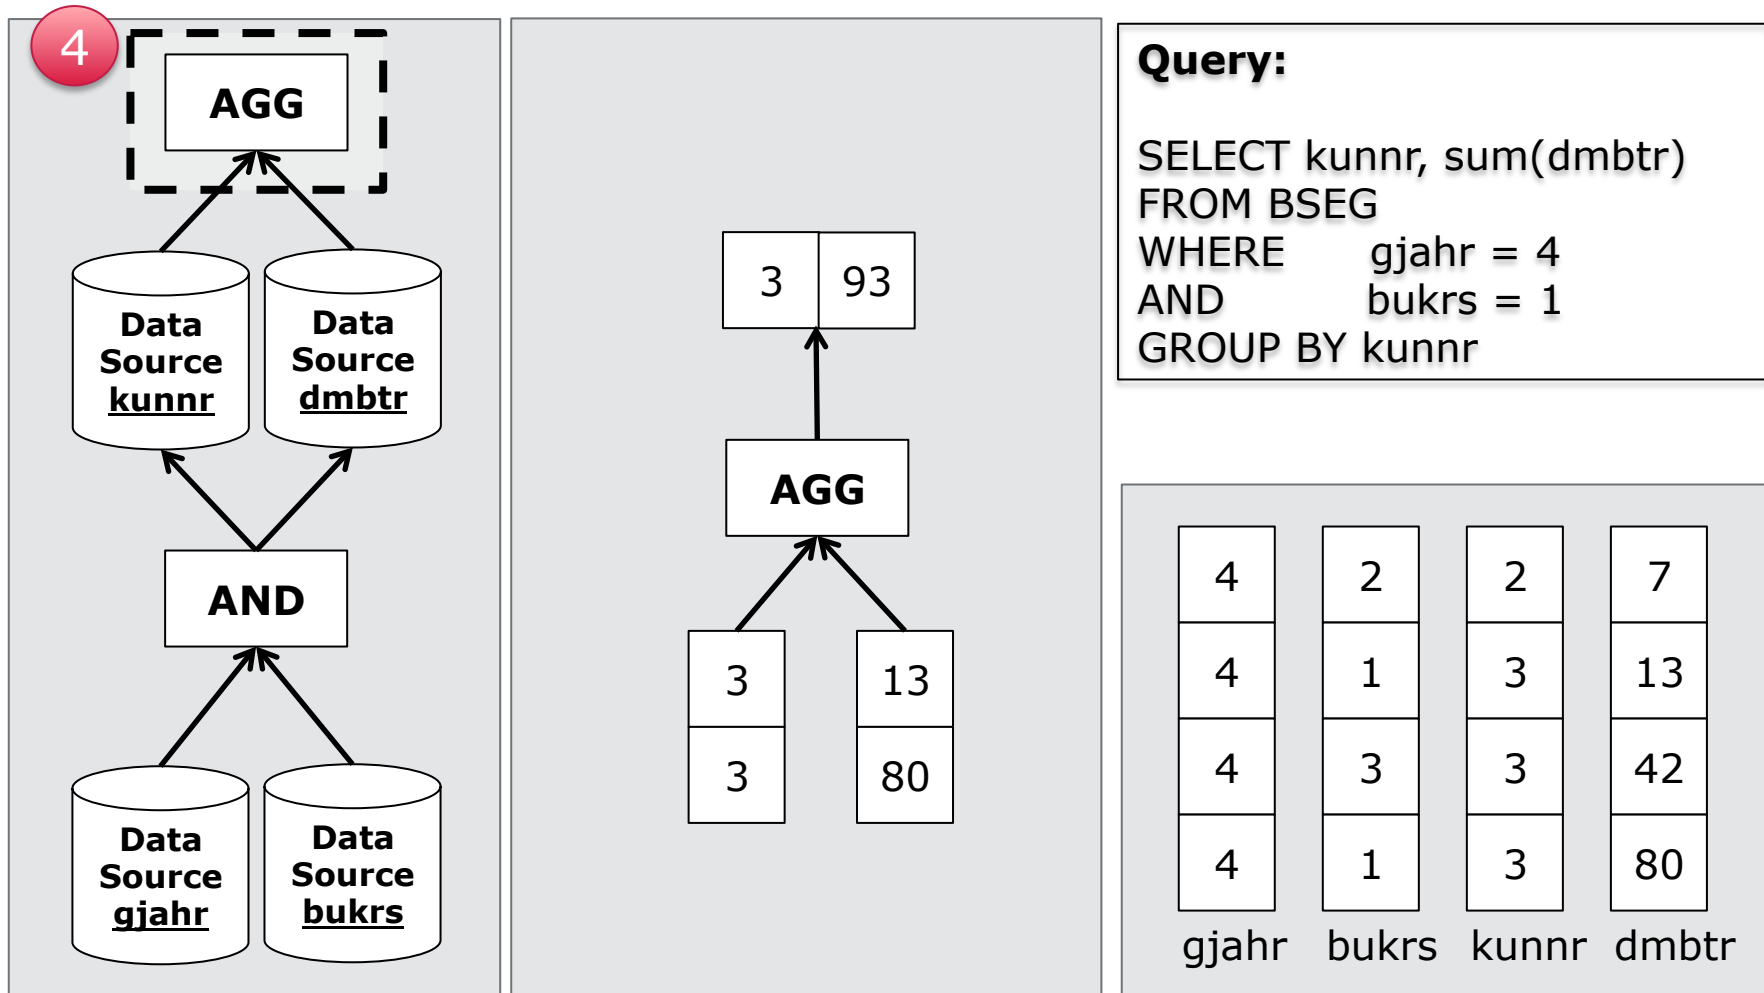 4
AGG
Data
Source
kunnr
Data
Source
dmbtr
AND
Data
Source
gjahr
Data
Source
bukrs
3 93
AGG
3 13
3 80
Query:
SELECT kunnr, sum(dmbtr)
FROM BSEG
WHERE gjahr = 4
AND bukrs = 1
GROUP BY kunnr
4 2 2 7
4 1 3 13
4 3 3 42
4 1 3 80
gjahr bukrs kunnr dmbtr